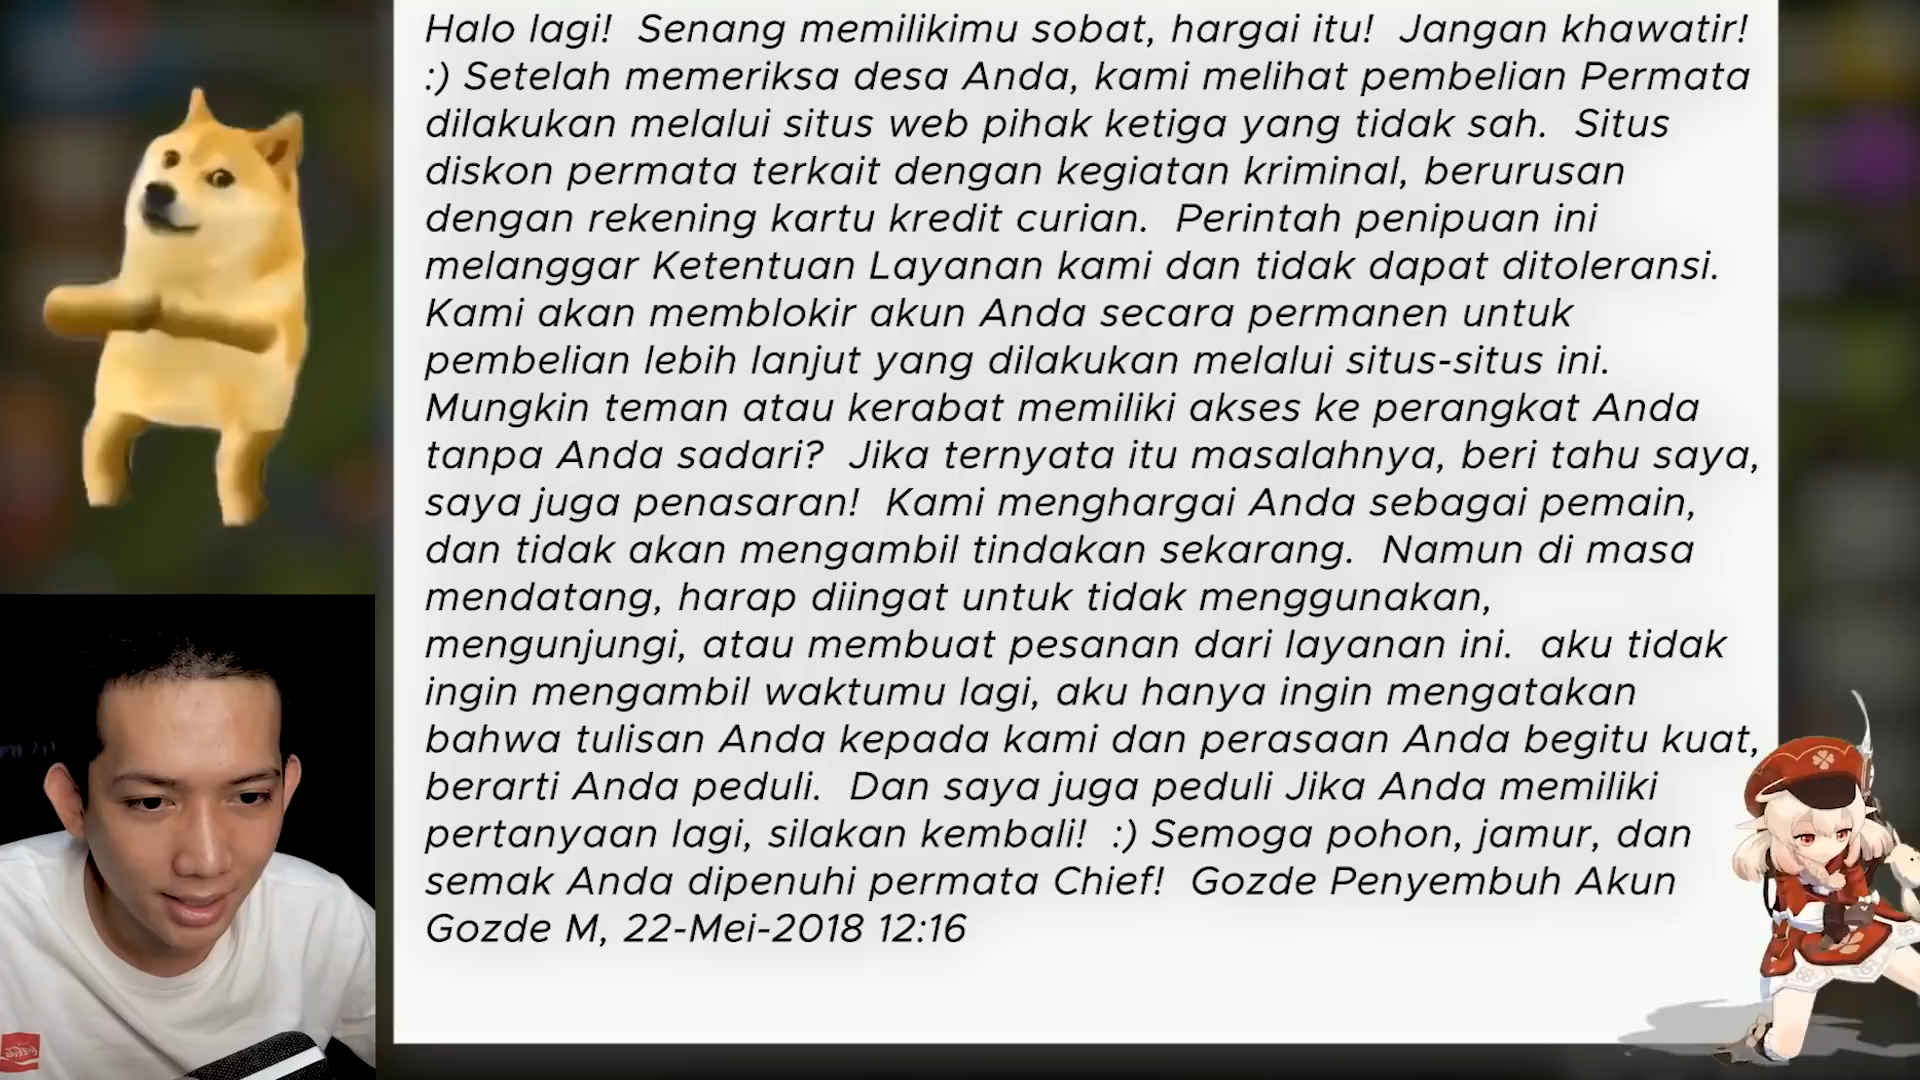 Halo lagi!  Senang memilikimu sobat, hargai itu!  Jangan khawatir!
:) Setelah memeriksa desa Anda, kami melihat pembelian Permata
dilakukan melalui situs web pihak ketiga yang tidak sah.  Situs
diskon permata terkait dengan kegiatan kriminal, berurusan
dengan rekening kartu kredit curian.  Perintah penipuan ini
melanggar Ketentuan Layanan kami dan tidak dapat ditoleransi.
Kami akan memblokir akun Anda secara permanen untuk
pembelian lebih lanjut yang dilakukan melalui situs-situs ini.
Mungkin teman atau kerabat memiliki akses ke perangkat Anda
tanpa Anda sadari?  Jika ternyata itu masalahnya, beri tahu saya,
saya juga penasaran!  Kami menghargai Anda sebagai pemain,
dan tidak akan mengambil tindakan sekarang.  Namun di masa
mendatang, harap diingat untuk tidak menggunakan,
mengunjungi, atau membuat pesanan dari layanan ini.  aku tidak
ingin mengambil waktumu lagi, aku hanya ingin mengatakan
bahwa tulisan Anda kepada kami dan perasaan Anda begitu kuat,
berarti Anda peduli.  Dan saya juga peduli Jika Anda memiliki
pertanyaan lagi, silakan kembali!  :) Semoga pohon, jamur, dan
semak Anda dipenuhi permata Chief!  Gozde Penyembuh Akun
Gozde M, 22-Mei-2018 12:16